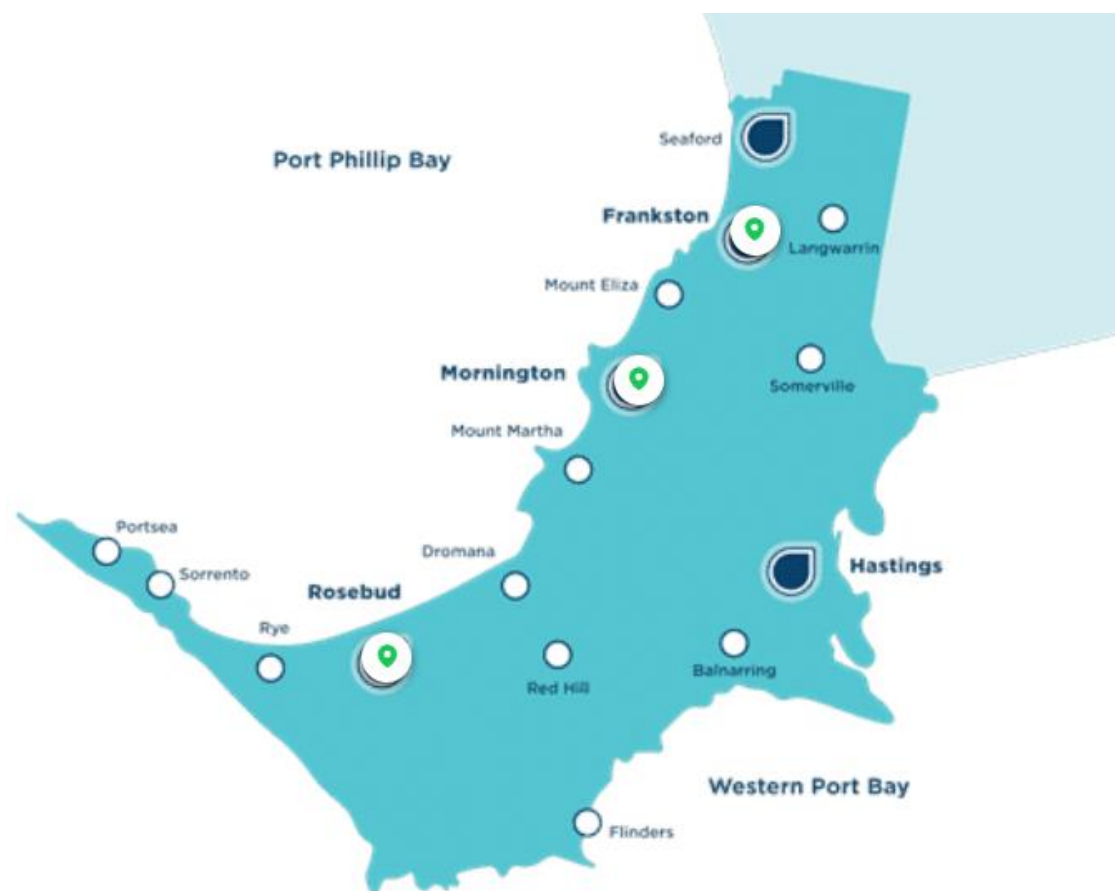 Seaford
Port Phillip Bay
Frankston
Langwarrin
Mount Eliza
Mornington
Somerville
Mount Martha
Portsea
Dromana
Hastings
Sorrento
Rosebud
Rye
Balnarring
Red Hill
Western Port Bay
Flinders